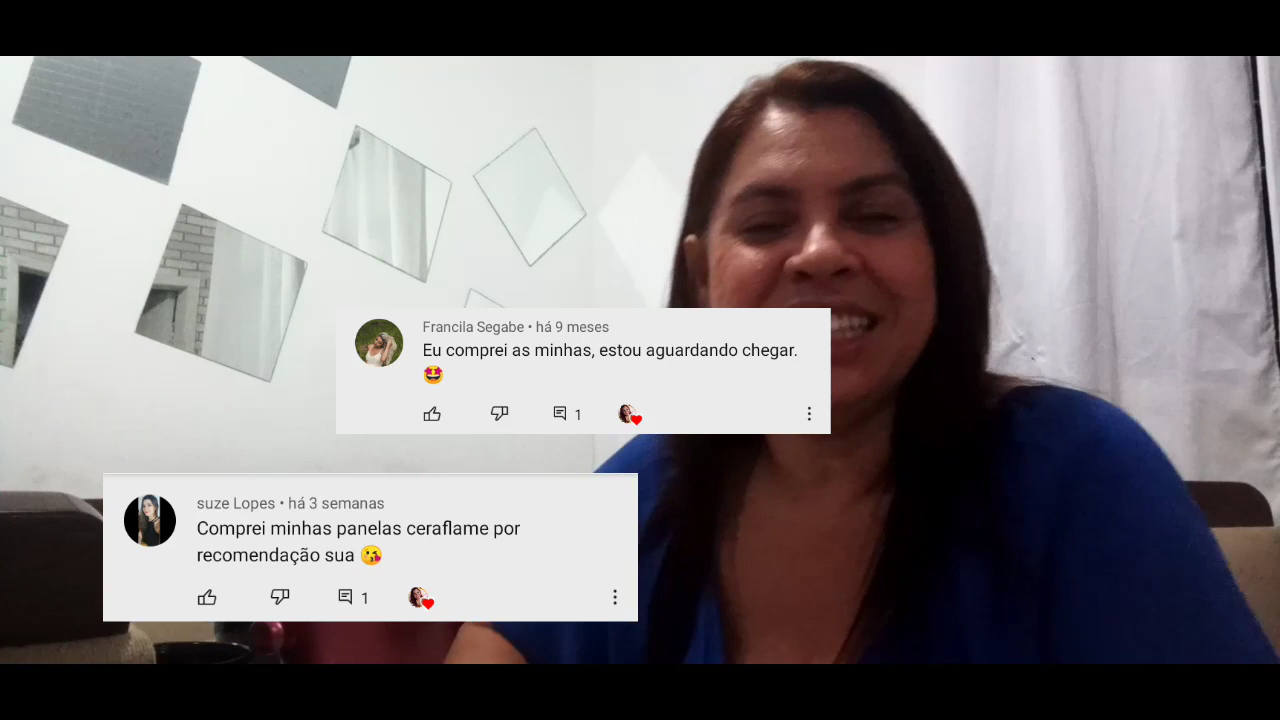 Francila Segabe • há 9 meses
Eu comprei as minhas, estou aguardando chegar.
🤩
1
suze Lopes • há 3 semanas
Comprei minhas panelas ceraflame por
recomendação sua 😘
1